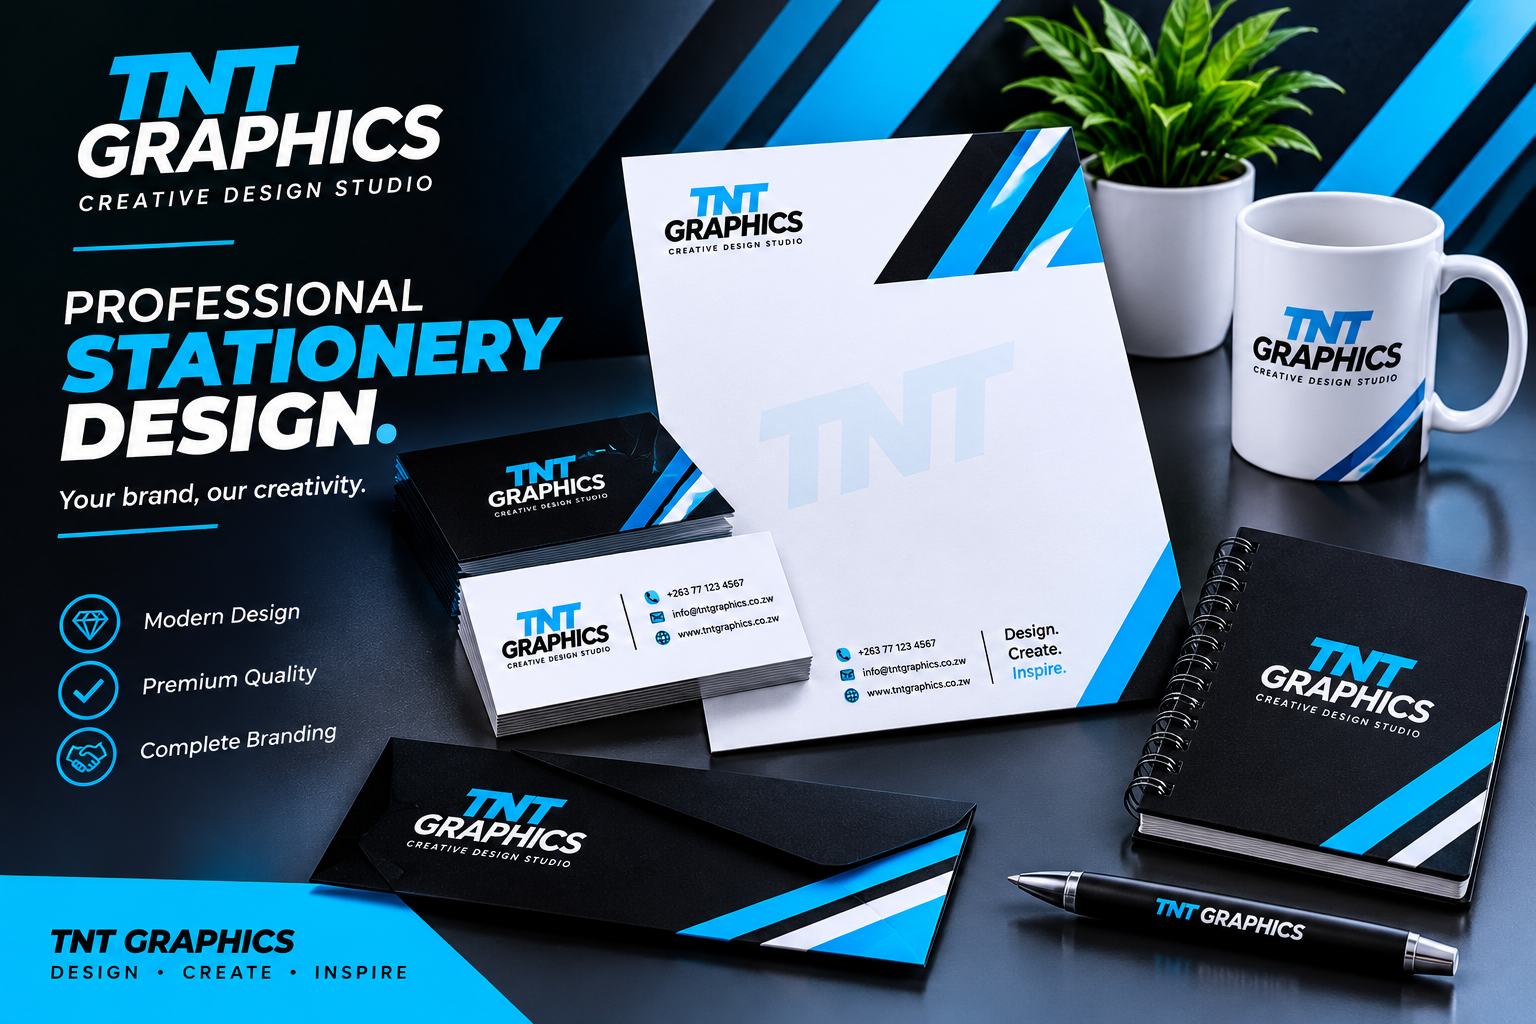 TNT
GRAPHICS
CREATIVE DESIGN STUDIO
PROFESSIONAL
STATIONERY
DESIGN.
Your brand, our creativity.
Modern Design
Premium Quality
Complete Branding
TNT GRAPHICS
DESIGN • CREATE • INSPIRE
TNT
GRAPHICS
CREATIVE DESIGN STUDIO
TNT
+263 77 123 4567
info@tntgraphics.co.zw
www.tntgraphics.co.zw
Design.
Create.
Inspire.
TNT
GRAPHICS
CREATIVE DESIGN STUDIO
TNT
GRAPHICS
CREATIVE DESIGN STUDIO
+263 77 123 4567
info@tntgraphics.co.zw
www.tntgraphics.co.zw
TNT
GRAPHICS
CREATIVE DESIGN STUDIO
TNT
GRAPHICS
CREATIVE DESIGN STUDIO
TNT
GRAPHICS
CREATIVE DESIGN STUDIO
TNT GRAPHICS